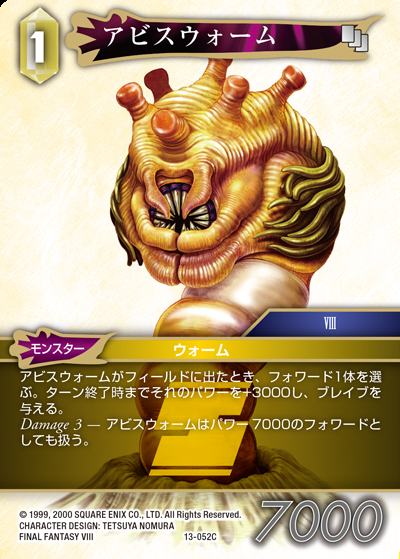 1
アビスウォーム
VIII
モンスター
ウォーム
アビスウォームがフィールドに出たとき、フォワード1体を選
ぶ。ターン終了時までそれのパワーを+3000し、ブレイブを
与える。
Damage 3 — アビスウォームはパワー 7000のフォワードと
しても扱う。
© 1999, 2000 SQUARE ENIX CO., LTD. All Rights Reserved.
CHARACTER DESIGN: TETSUYA NOMURA
FINAL FANTASY VIII
13-052C
7000